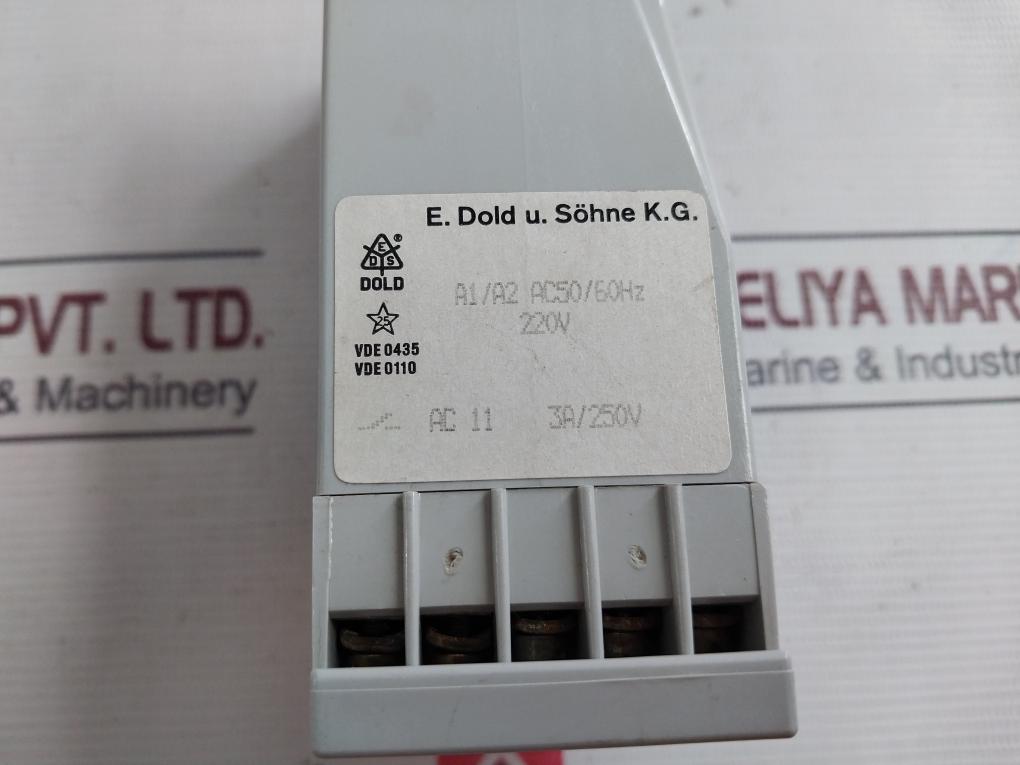 E. Dold u. Söhne K.G.
E
D S ®
DOLD
25
VDE 0435
VDE 0110
A1/A2 AC50/60Hz
220V
AC 11 3A/250V
PVT. LTD.
& Machinery
ELIYA MAR
arine & Industr